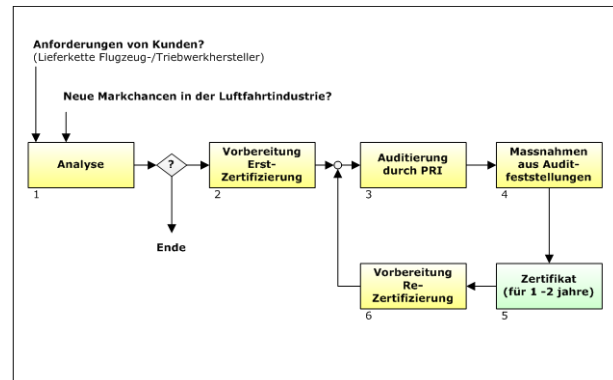 Anforderungen von Kunden?
(Lieferkette Flugzeug-/Triebwerkhersteller)
Neue Markchancen in der Luftfahrtindustrie?
Analyse
1
?
Ende
Vorbereitung
Erst-
Zertifizierung
2
Auditierung
durch PRI
3
Massnahmen
aus Audit-
feststellungen
4
Zertifikat
(für 1 -2 jahre)
5
Vorbereitung
Re-
Zertifizierung
6